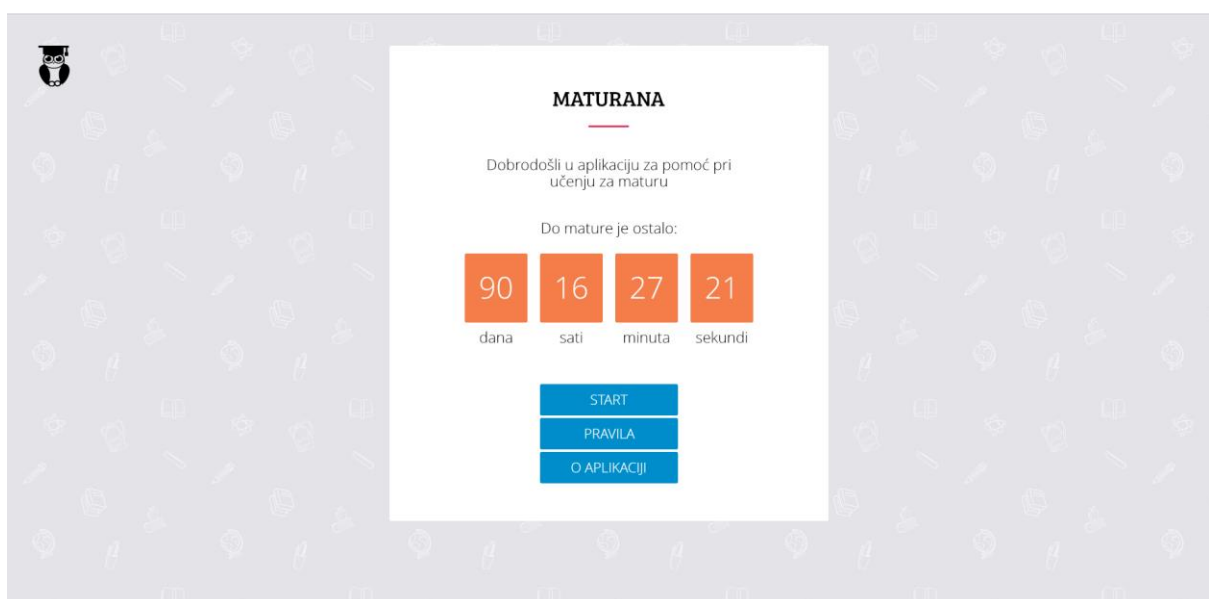 MATURANA
Dobrodošli u aplikaciju za pomoć pri
učenju za maturu
Do mature je ostalo:
90 16 27 21
dana sati minuta sekundi
START
PRAVILA
O APLIKACIJI